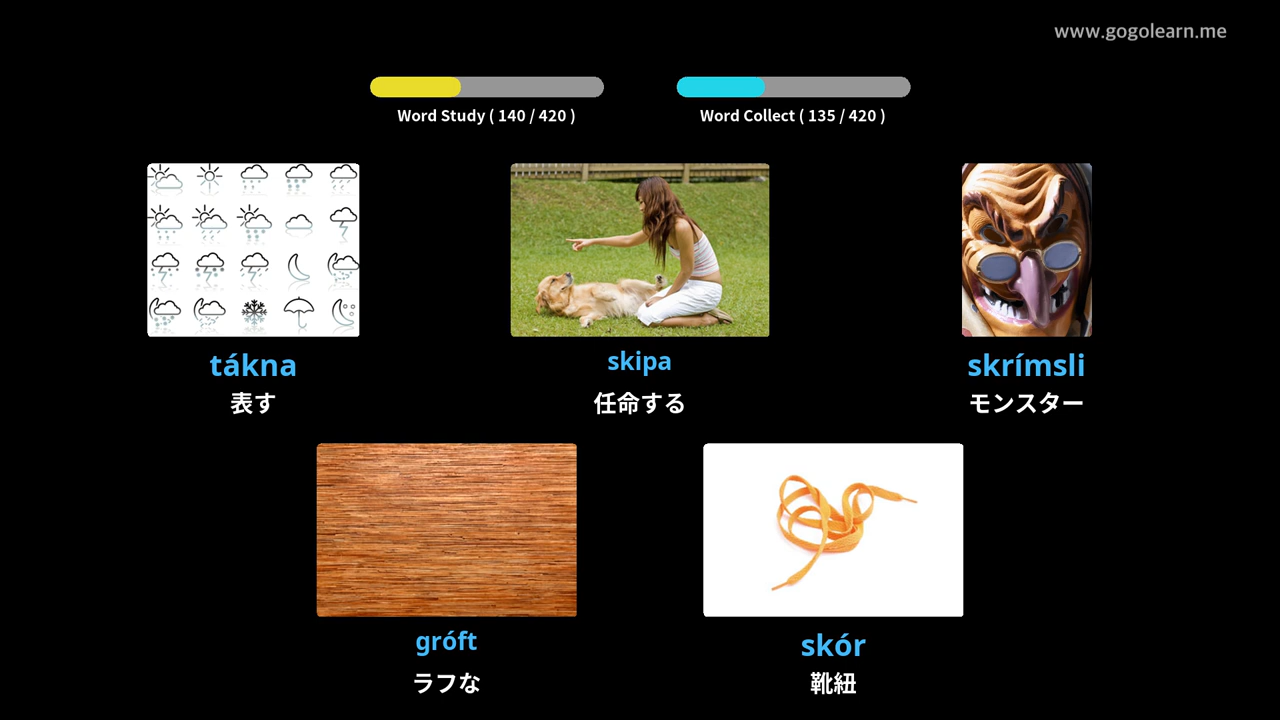 www.gogolearn.me
Word Study ( 140 / 420 )
Word Collect ( 135 / 420 )
tákna
表す
skipa
任命する
skrímsli
モンスター
gróft
ラフな
skór
靴紐